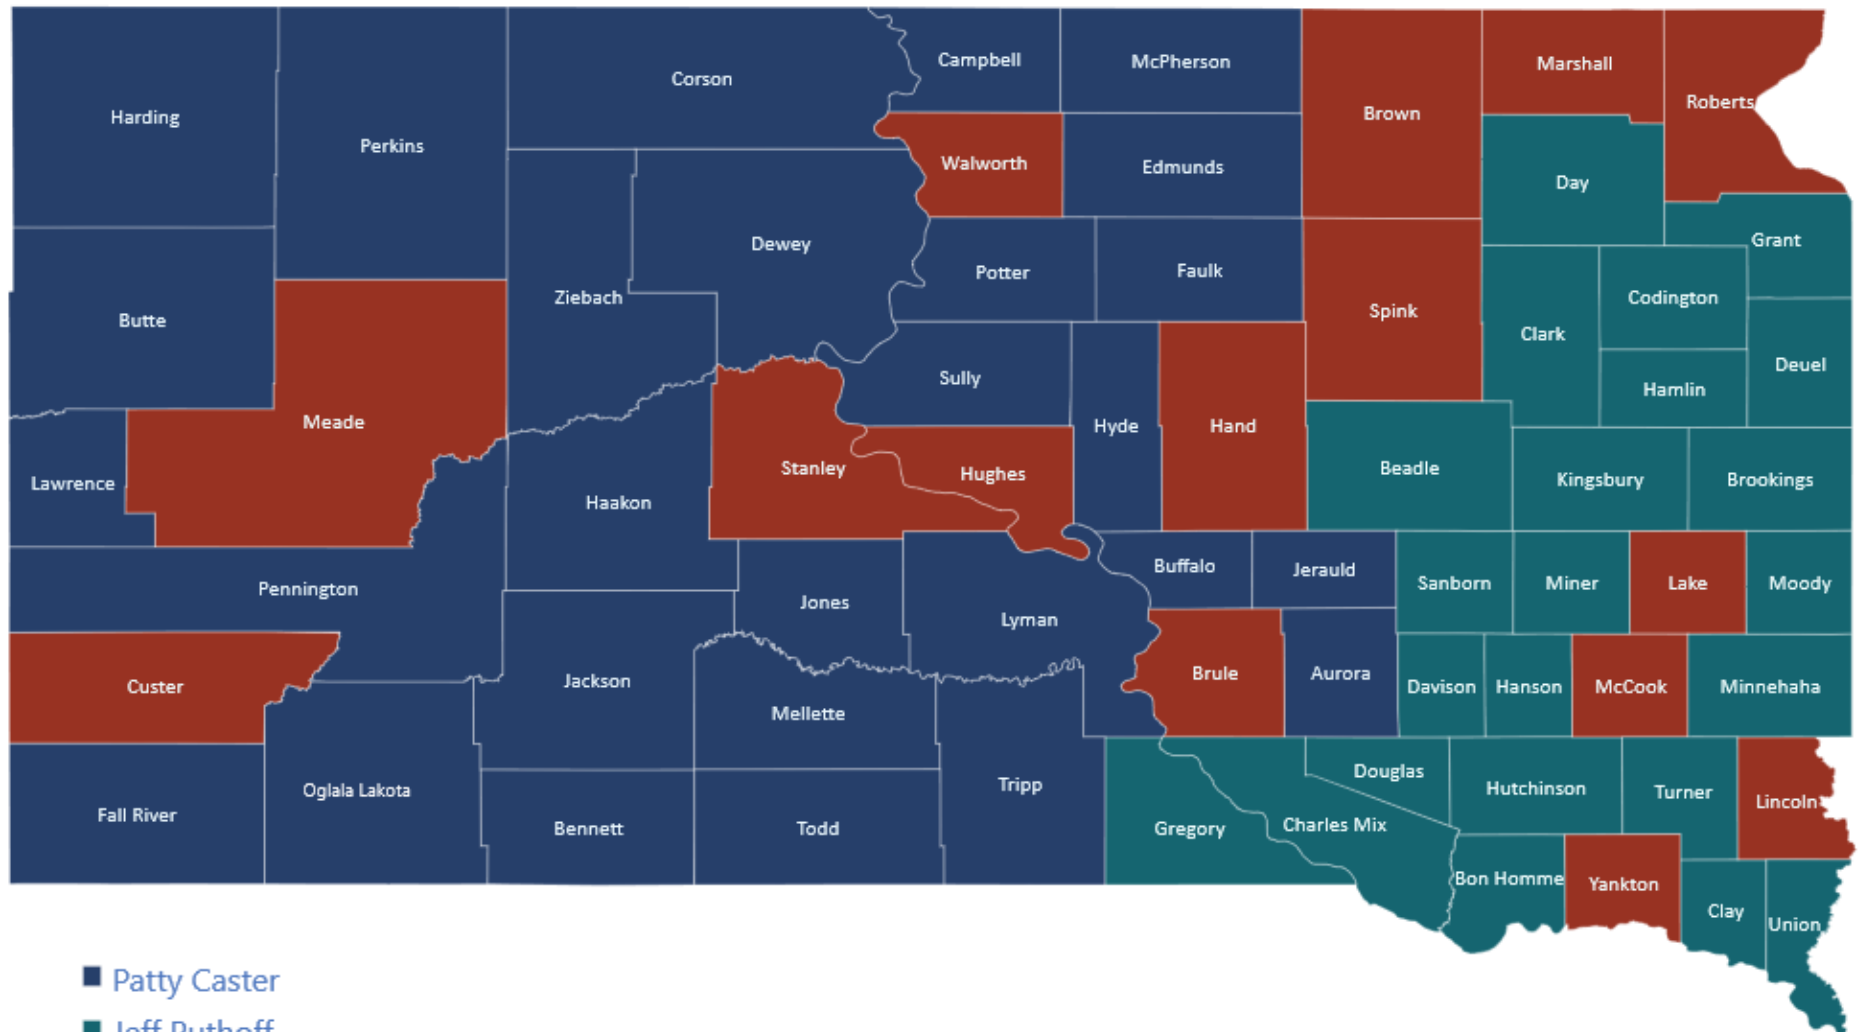 Campbell
McPherson
Marshall
Corson
Roberts
Harding
Brown
Perkins
Walworth
Edmunds
Day
Dewey
Grant
Potter
Faulk
Ziebach
Codington
Butte
Spink
Clark
Deuel
Sully
Hamlin
Meade
Hyde
Hand
Stanley
Hughes
Beadle
Kingsbury
Brookings
Lawrence
Haakon
Buffalo
Jerauld
Sanborn
Miner
Lake
Moody
Pennington
Jones
Lyman
Custer
Jackson
Brule
Aurora
Davison
Hanson
McCook
Minnehaha
Mellette
Douglas
Tripp
Oglala Lakota
Hutchinson
Turner
Lincoln
Fall River
Bennett
Todd
Gregory
Charles Mix
Bon Homme
Yankton
Clay
Union
Patty Caster
Jeff Ruthoff